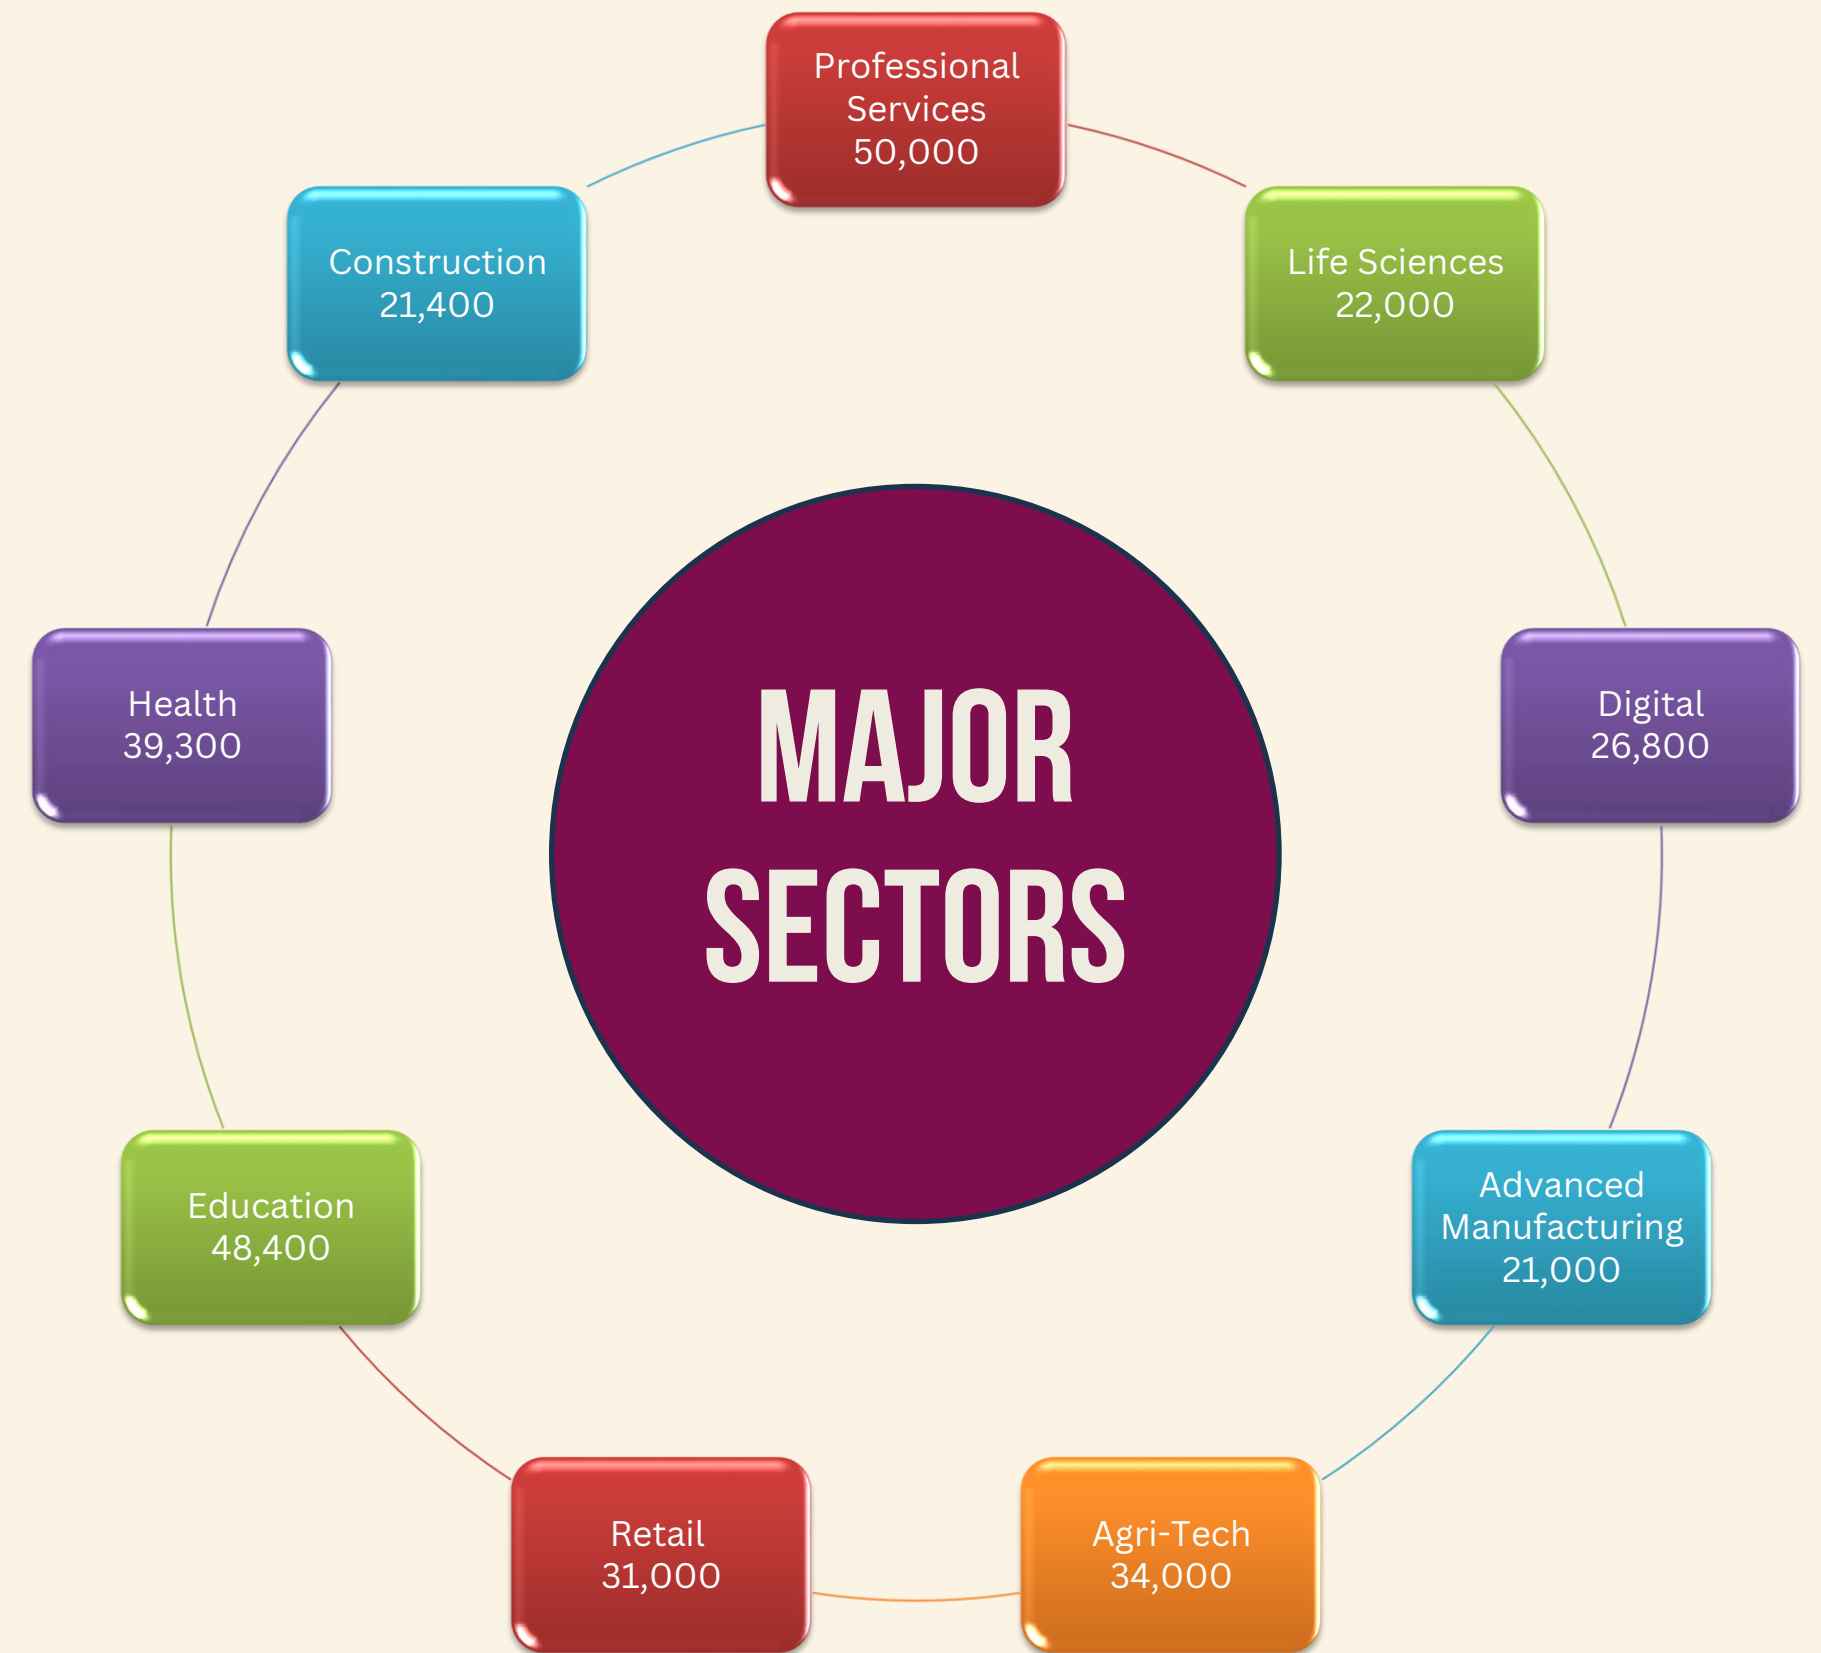 Professional
Services
50,000
Life Sciences
22,000
Digital
26,800
Advanced
Manufacturing
21,000
Agri-Tech
34,000
Retail
31,000
Education
48,400
Health
39,300
Construction
21,400
MAJOR
SECTORS